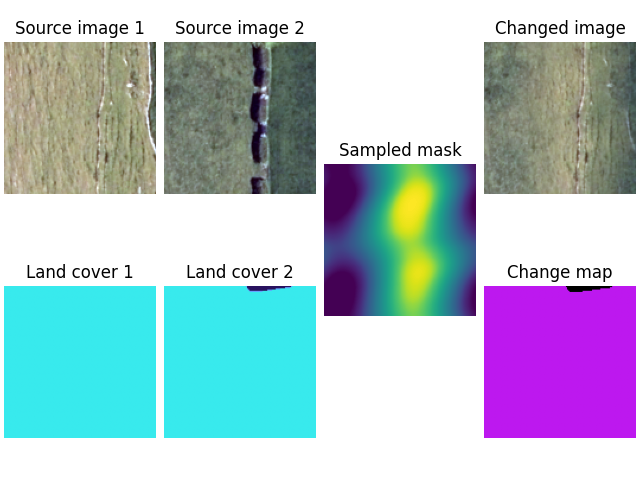 Source image 1
Source image 2
Changed image
Sampled mask
Land cover 1
Land cover 2
Change map